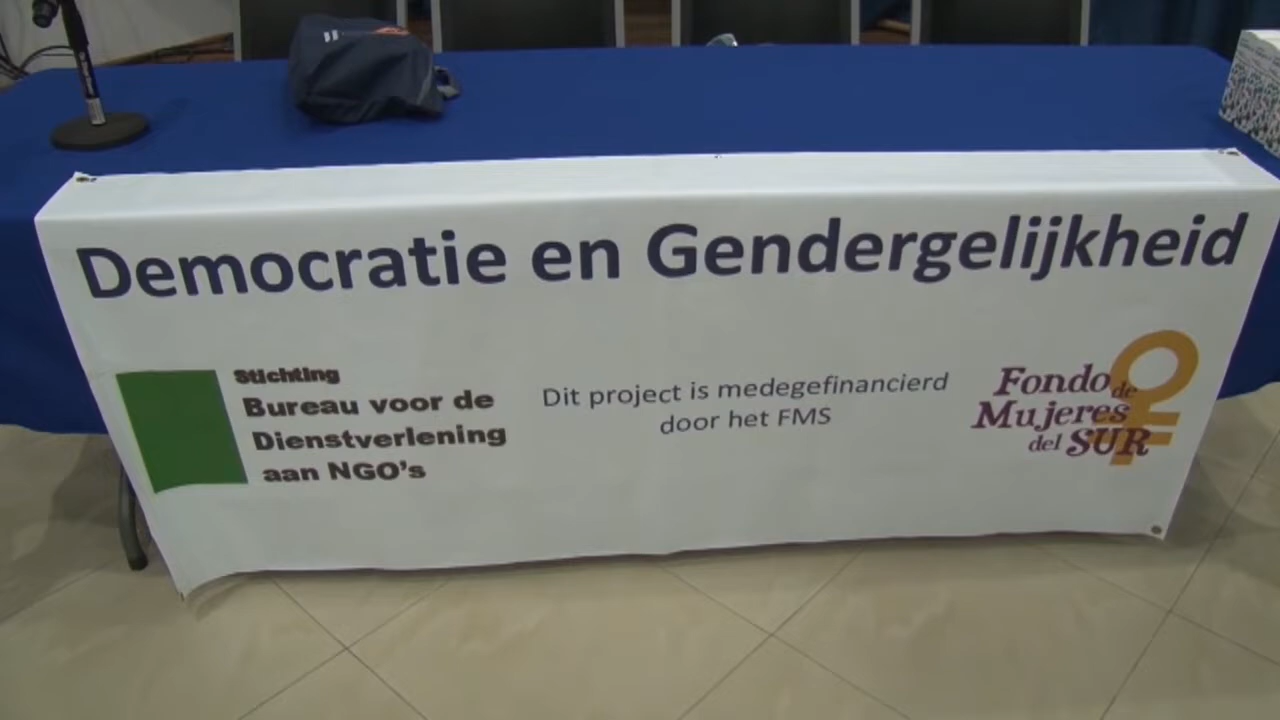 Democratie en Gendergelijkheid
Stichting
Bureau voor de
Dienstverlening
aan NGO's
Dit project is medegefinancierd
door het FMS
Fondo de
Mujeres
del SUR